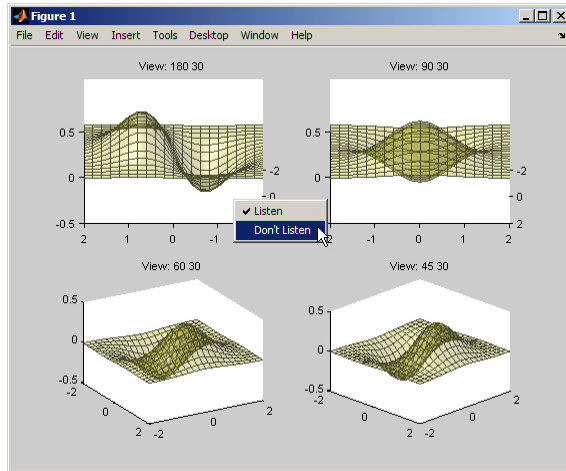 Figure 1
File Edit View Insert Tools Desktop Window Help
View: 180 30
View: 90 30
0.5
0
-0.5
2 1 0 -1
-2
0
0.5
0
-2
0
2
-1 0 1 2
Listen
Don't Listen
View: 60 30
View: 45 30
0.5
0
-0.5
-2
0
2
-2
0
2
0.5
0
-0.5
-2
0
2
-2
0
2